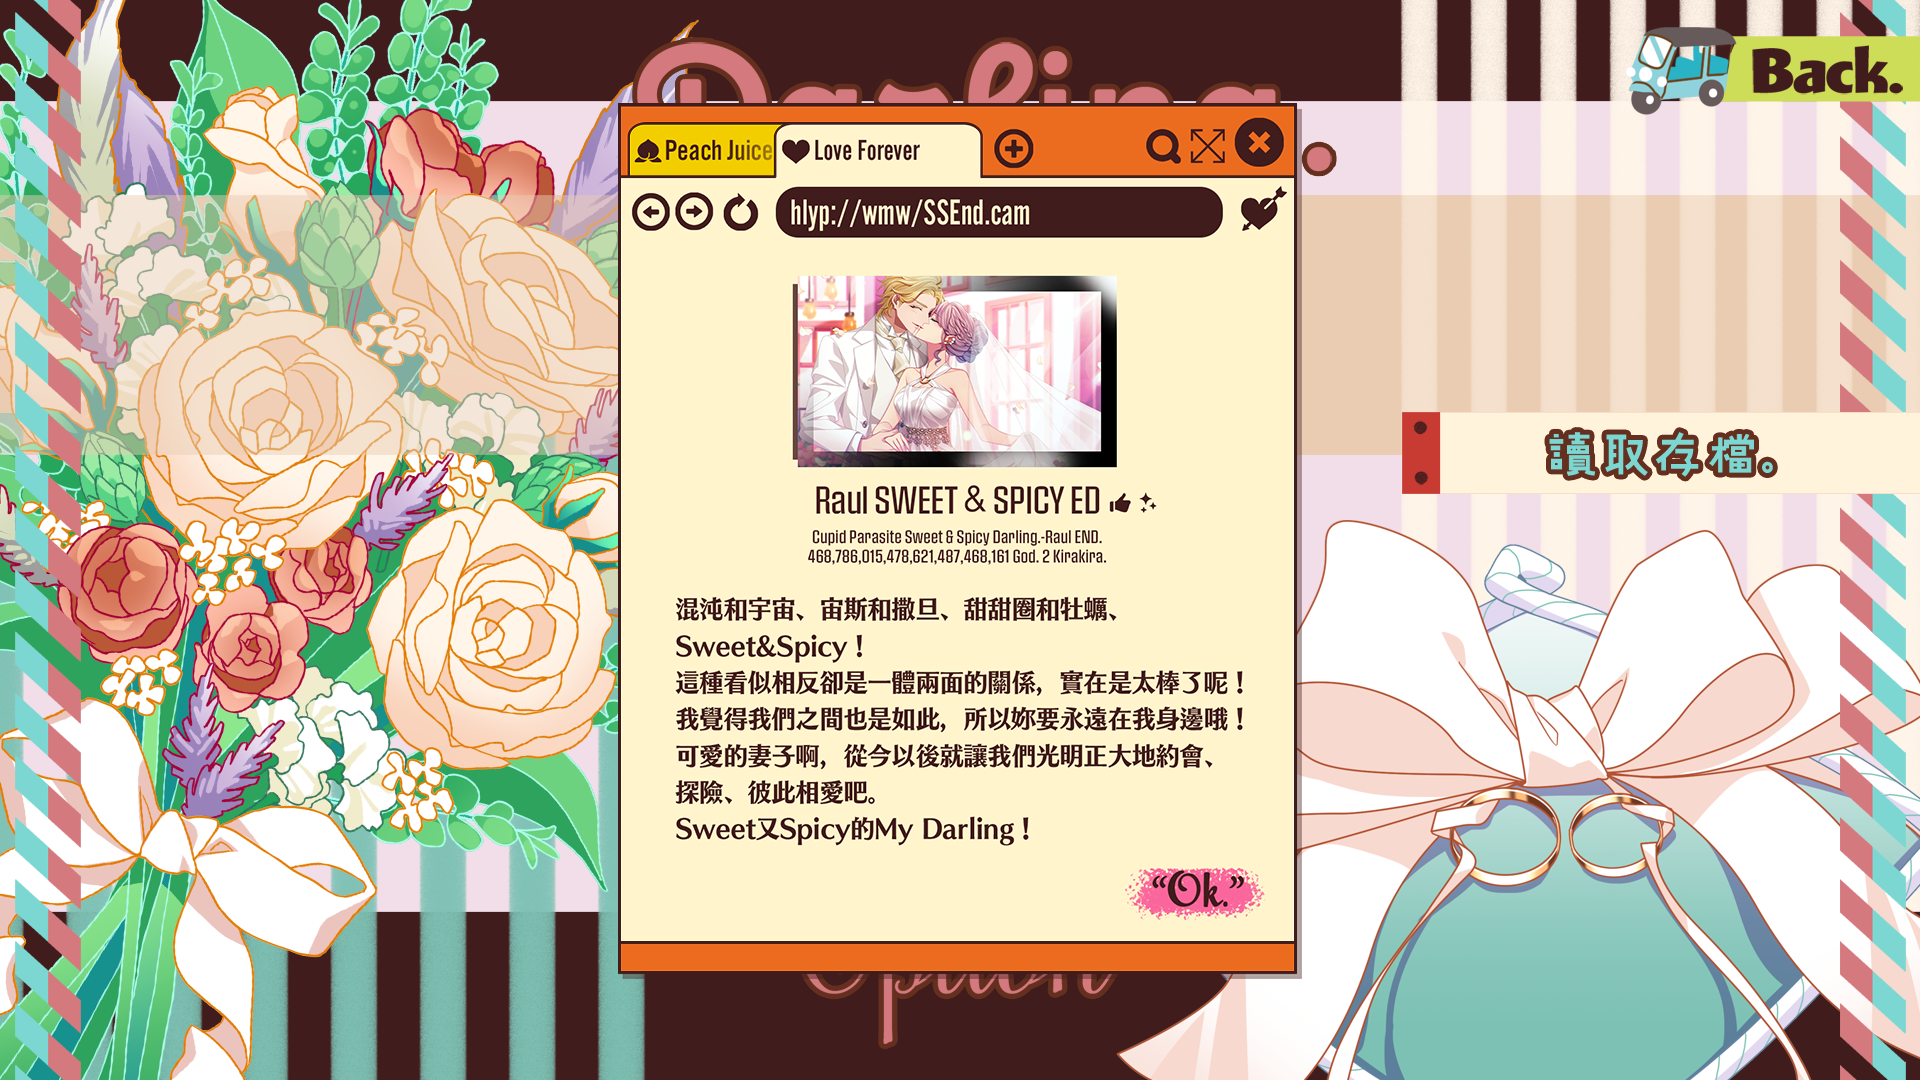 Darling
Back.
Peach Juice
Love Forever
hlyp://wmw/SSEnd.cam
讀取存檔。
Raul SWEET & SPICY ED
Cupid Parasite Sweet & Spicy Darling.-Raul END.
468,786,015,478,621,487,468,161 God. 2 Kirakira.
混沌和宇宙、宙斯和撒旦、甜甜圈和牡蠣、
Sweet&Spicy！
這種看似相反卻是一體兩面的關係，實在是太棒了呢！
我覺得我們之間也是如此，所以妳要永遠在我身邊哦！
可愛的妻子啊，從今以後就讓我們光明正大地約會、
探險、彼此相愛吧。
Sweet又Spicy的My Darling！
“Ok.”